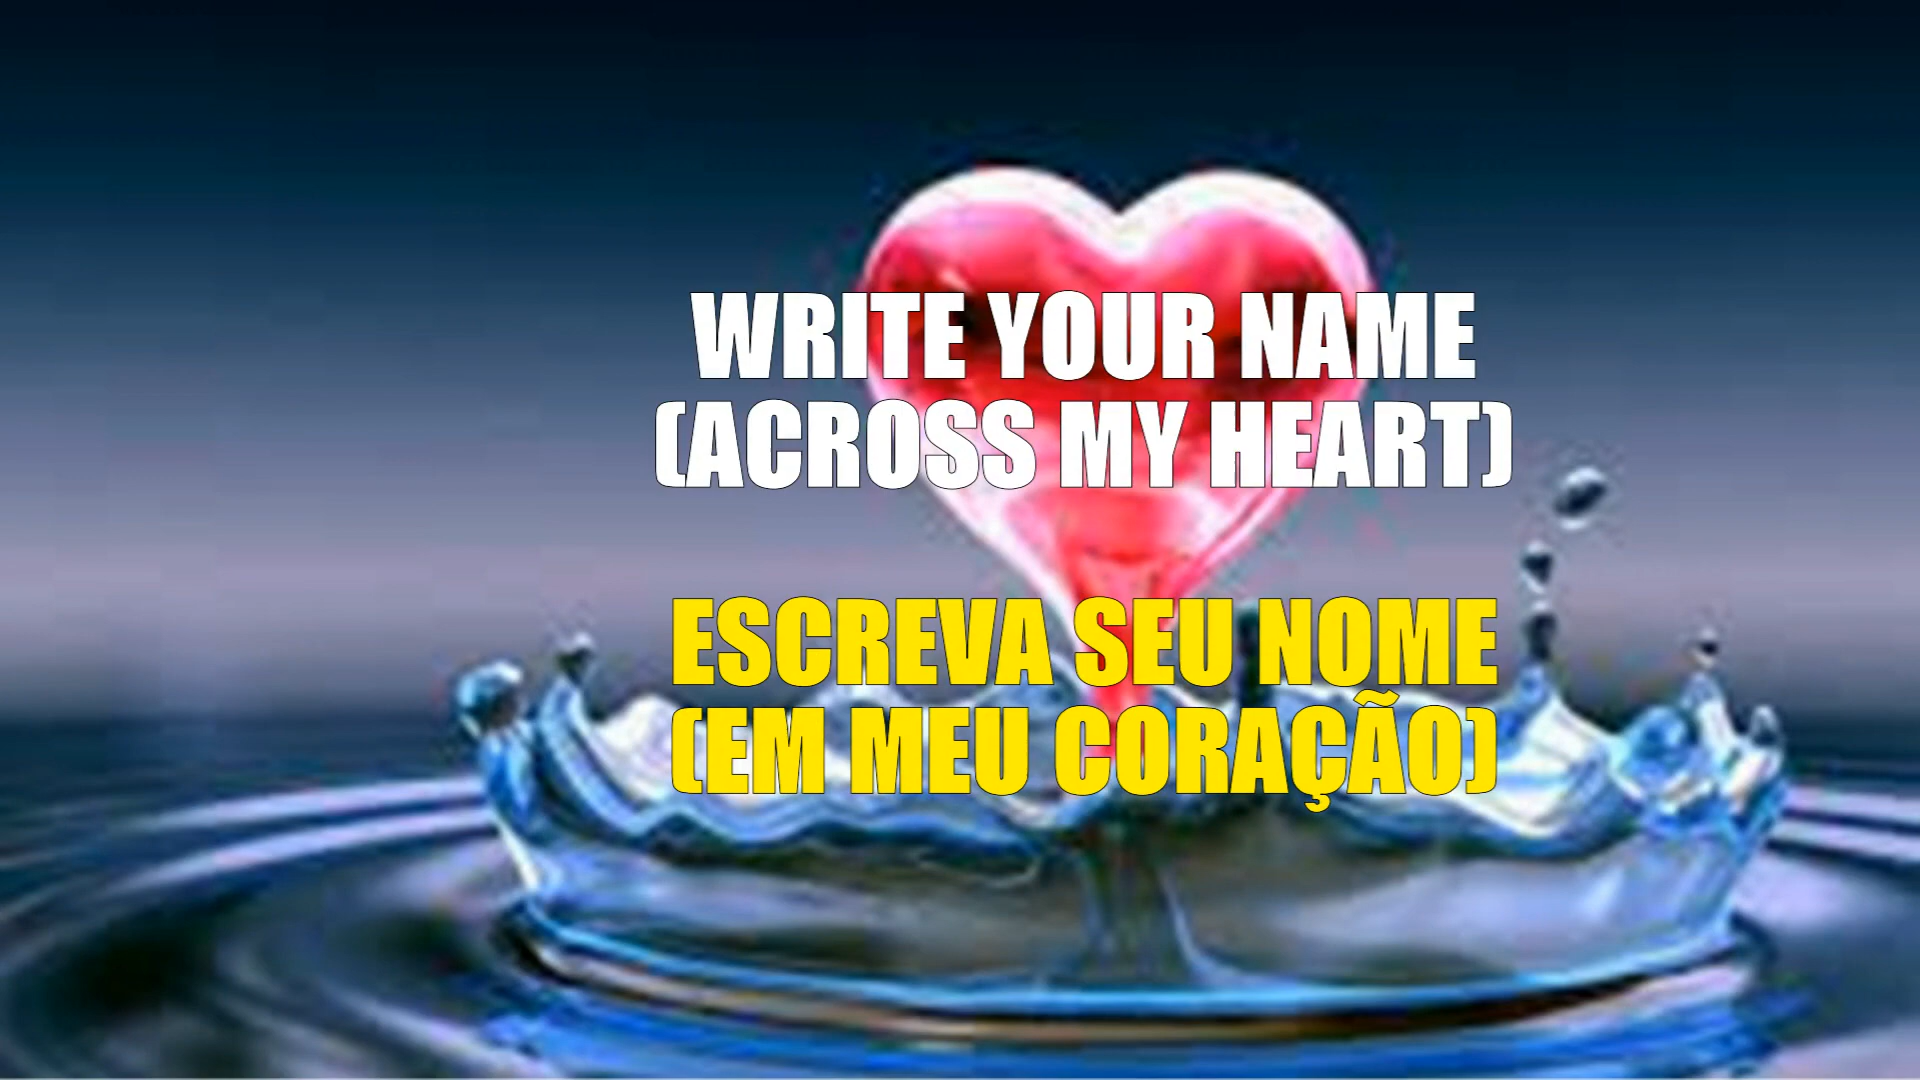 WRITE YOUR NAME
(ACROSS MY HEART)
ESCREVA SEU NOME
(EM MEU CORAÇÃO)